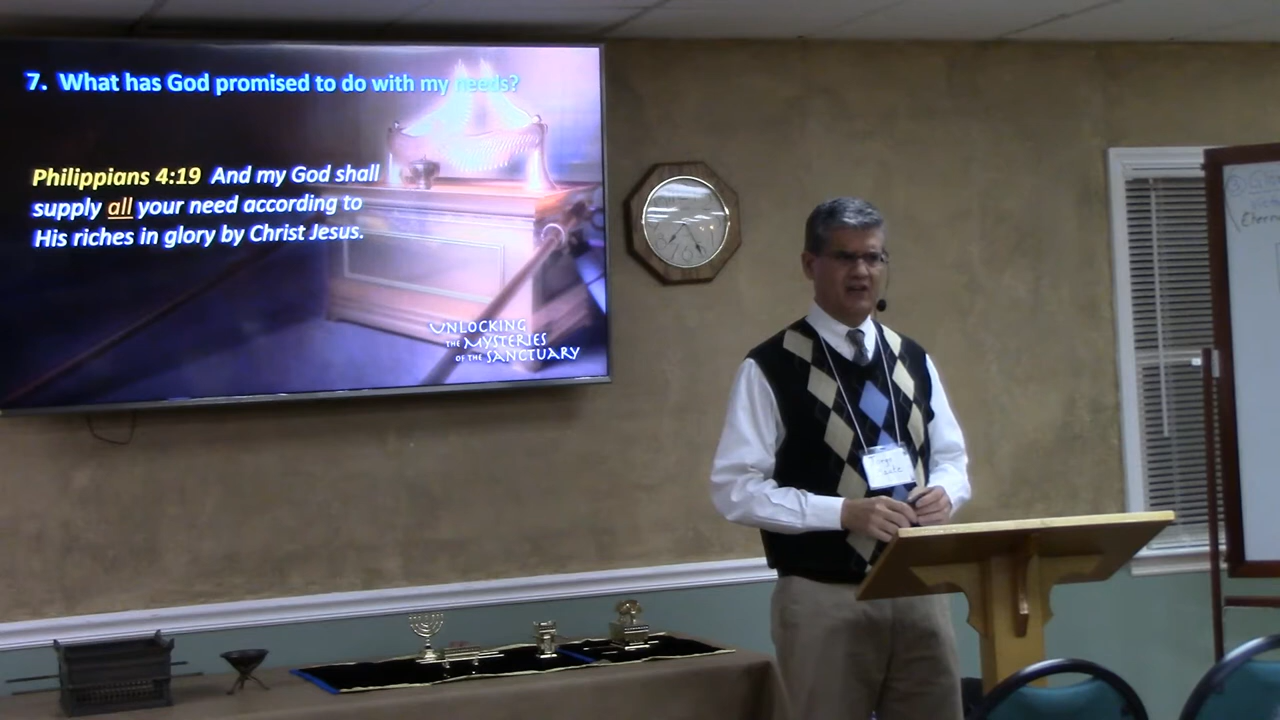 7. What has God promised to do with my needs?
Philippians 4:19 And my God shall
supply all your need according to
His riches in glory by Christ Jesus.
UNLOCKING
THE MYSTERIES
OF THE SANCTUARY